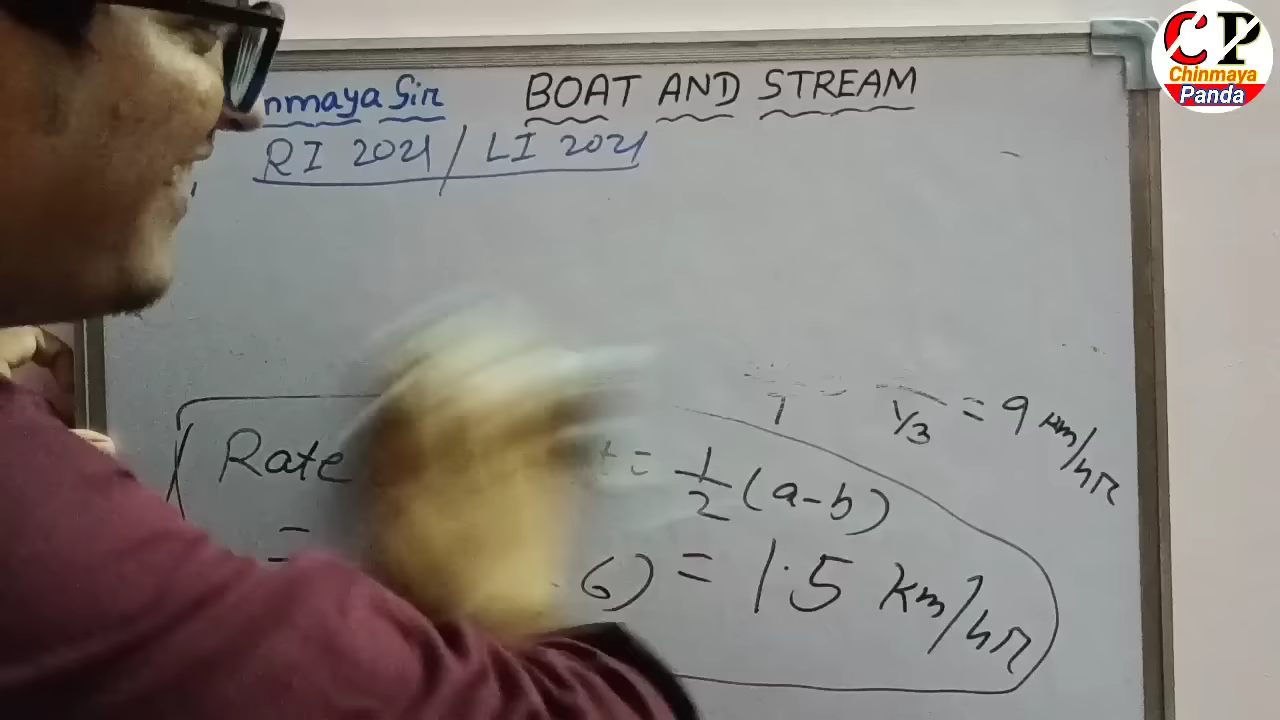 CP
Chinmaya
Panda
nmaya Sir BOAT AND STREAM
RI 2021 / LI 2021
1/3 = 9 km/hr
Rate t = 1/2 (a-b)
= 6) = 1.5 km/hr